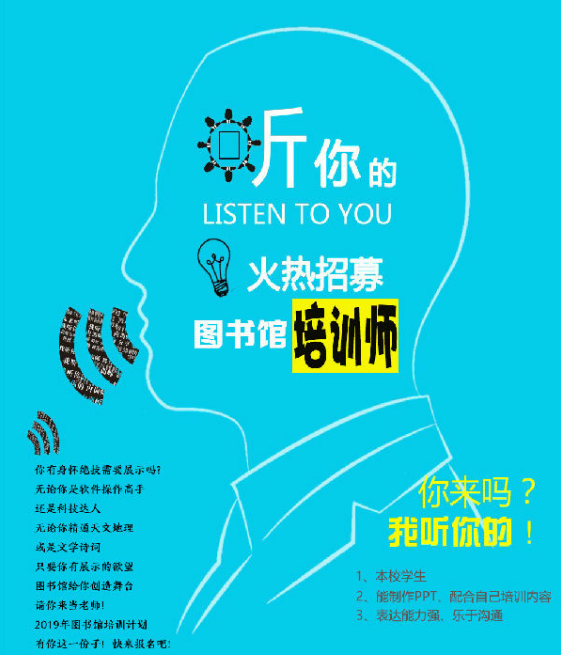 听你的
LISTEN TO YOU
火热招募
图书馆 培训师
你有身怀绝技需要展示吗?
无论你是软件操作高手
还是科技达人
无论你精通天文地理
或是文学诗词
只要你有展示的欲望
图书馆给你创造舞台
请你来当老师!
2019年图书馆培训计划
有你这一份子! 快来报名吧!
你来吗？
我听你的！
1、本校学生
2、能制作PPT、配合自己培训内容
3、表达能力强、乐于沟通